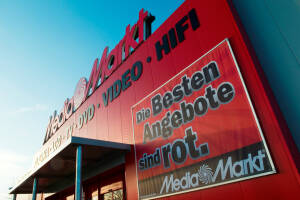 Media Markt
DVD • VIDEO • HIFI
Die Besten
Angebote
sind rot.
Media Markt